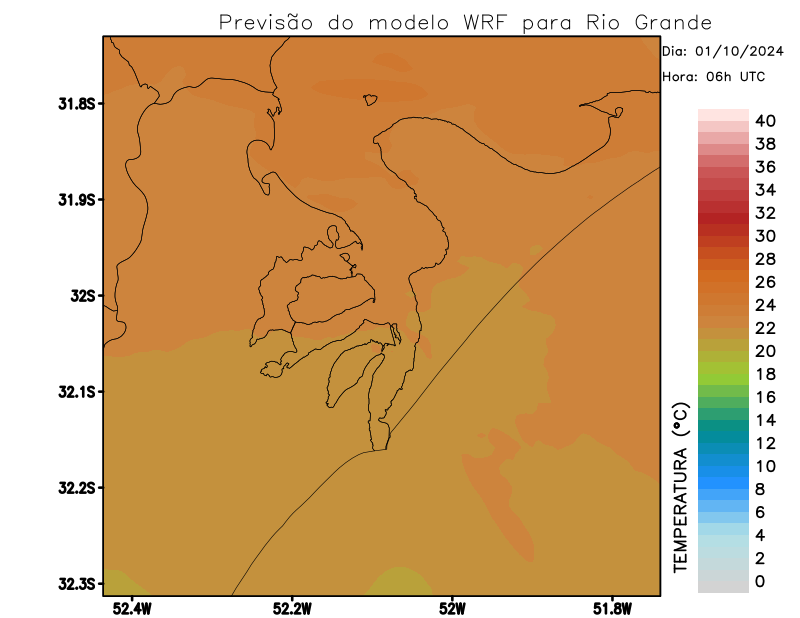 Previsão do modelo WRF para Rio Grande
Dia: 01/10/2024
Hora: 06h UTC
31.8S
31.9S
32S
32.1S
32.2S
32.3S
52.4W
52.2W
52W
51.8W
TEMPERATURA (°C)
40
38
36
34
32
30
28
26
24
22
20
18
16
14
12
10
8
6
4
2
0